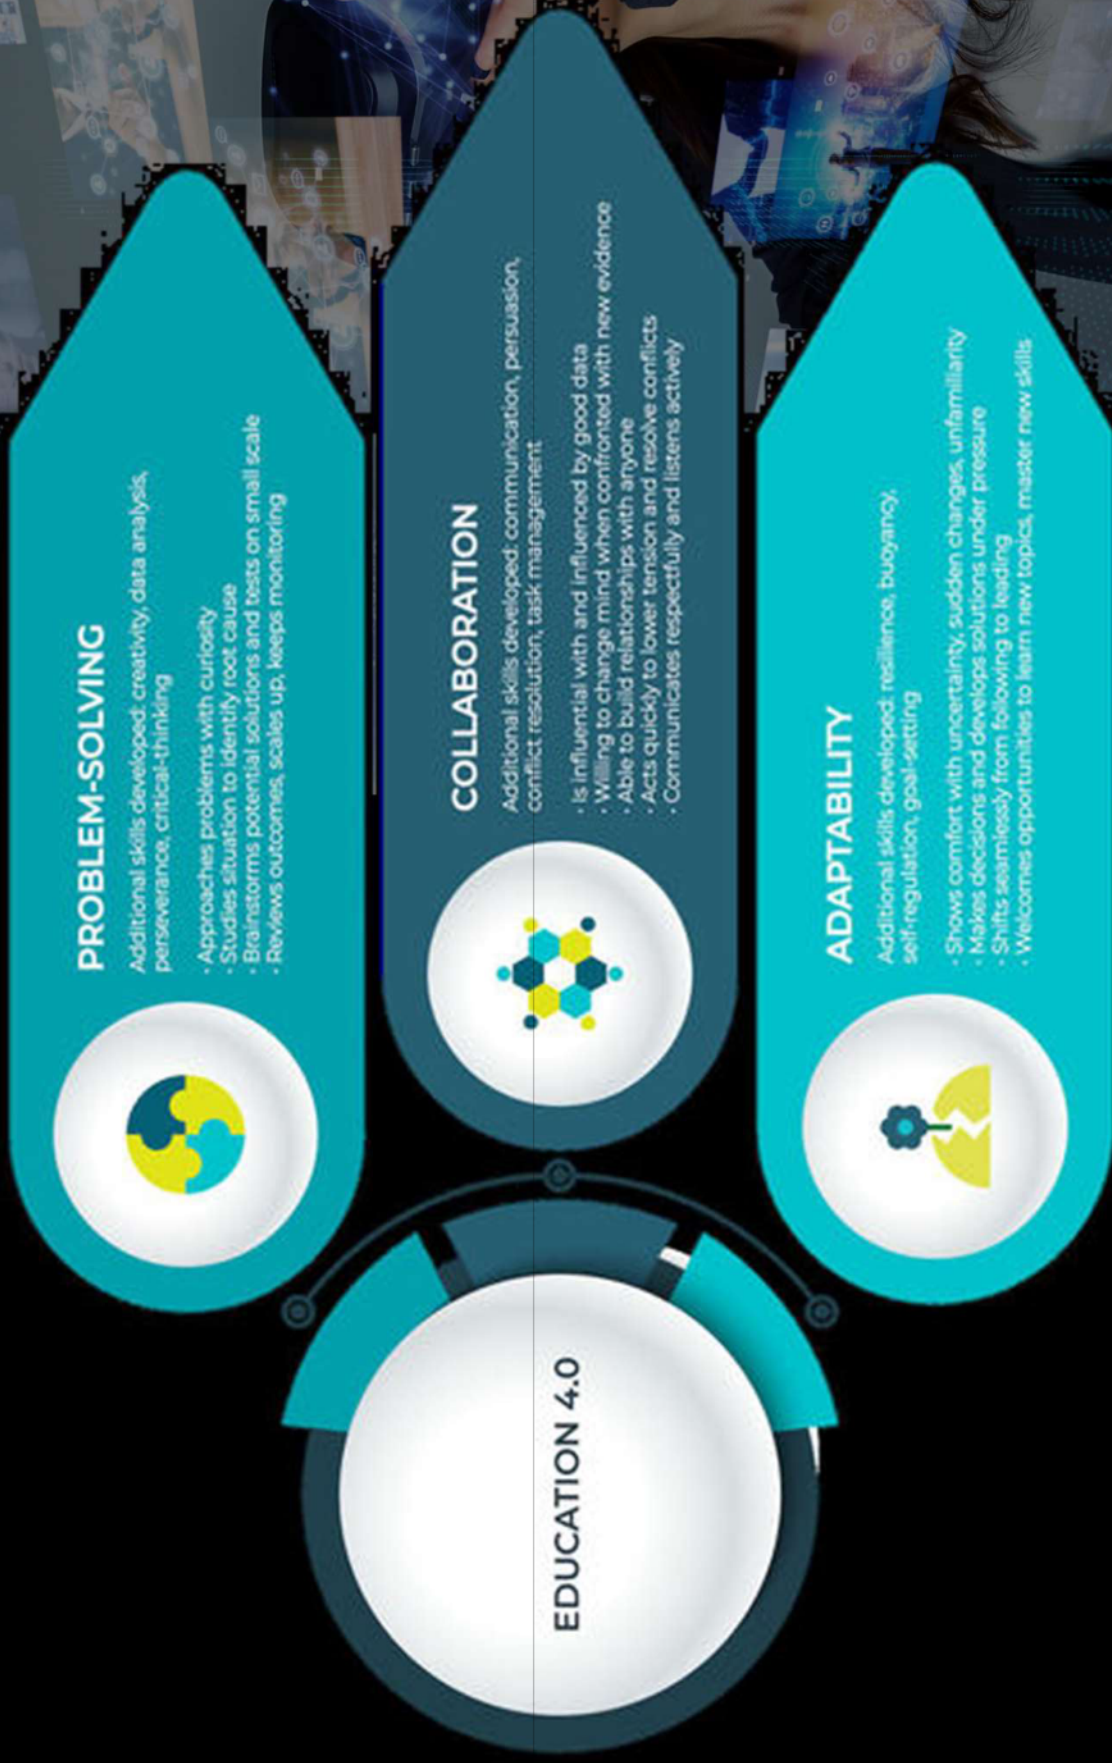 EDUCATION 4.0
PROBLEM-SOLVING
Additional skills developed: creativity, data analysis,
perseverance, critical-thinking
• Approaches problems with curiosity
• Studies situation to identify root cause
• Brainstorms potential solutions and tests on small scale
• Reviews outcomes, scales up, keeps monitoring
COLLABORATION
Additional skills developed: communication, persuasion,
conflict resolution, task management
• Is influential with and influenced by good data
• Willing to change mind when confronted with new evidence
• Able to build relationships with anyone
• Acts quickly to lower tension and resolve conflicts
• Communicates respectfully and listens actively
ADAPTABILITY
Additional skills developed: resilience, buoyancy,
self-regulation, goal-setting
• Shows comfort with uncertainty, sudden changes, unfamiliarity
• Makes decisions and develops solutions under pressure
• Shifts seamlessly from following to leading
• Welcomes opportunities to learn new topics, master new skills